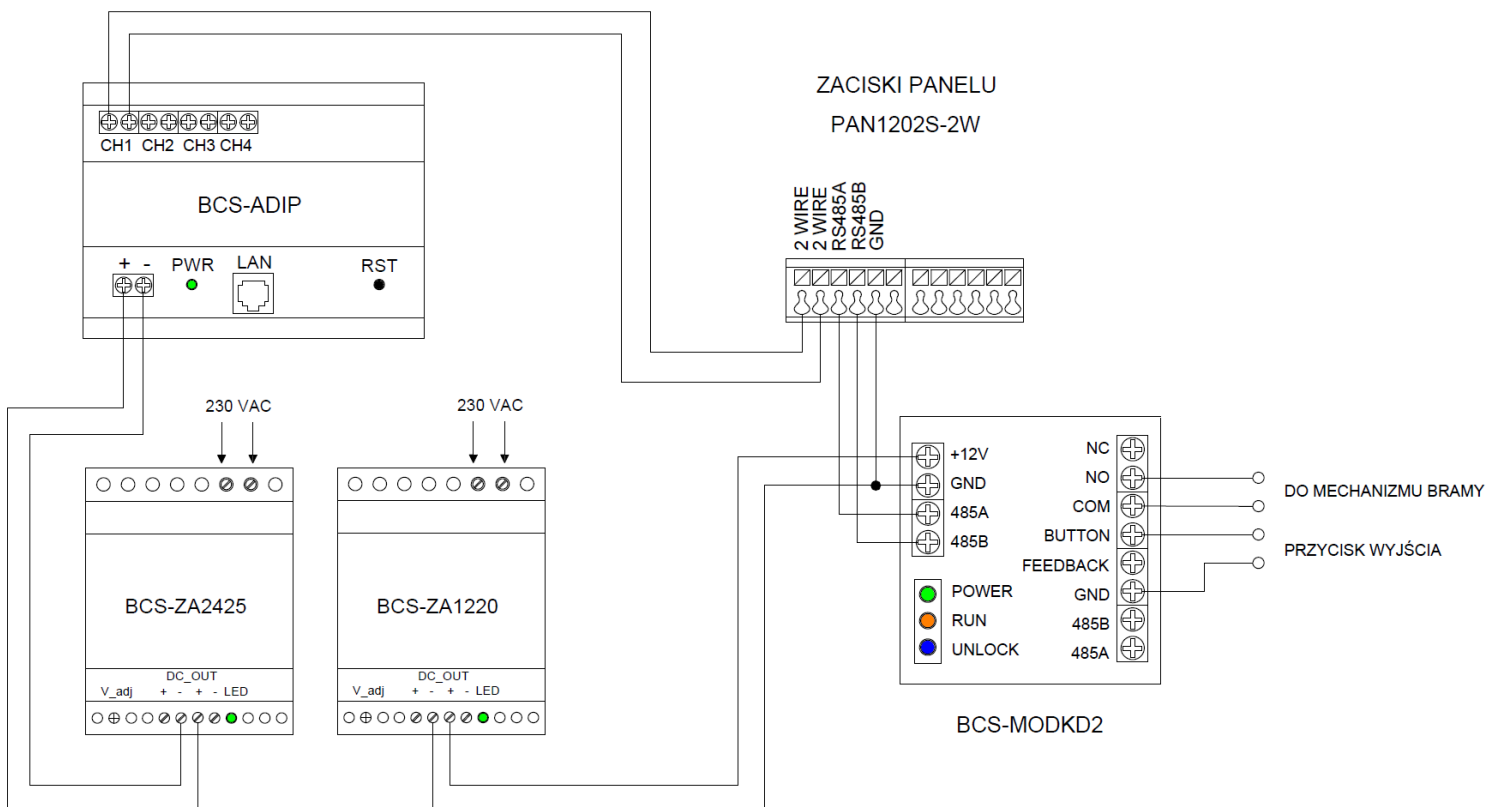 ZACISKI PANELU
PAN1202S-2W
CH1 CH2 CH3 CH4
BCS-ADIP
+ - PWR LAN RST
2 WIRE
2 WIRE
RS485A
RS485B
GND
230 VAC
230 VAC
BCS-ZA2425
DC_OUT
V_adj + - + - LED
BCS-ZA1220
DC_OUT
V_adj + - + - LED
+12V
GND
485A
485B
POWER
RUN
UNLOCK
NC
NO
COM
BUTTON
FEEDBACK
GND
485B
485A
DO MECHANIZMU BRAMY
PRZYCISK WYJŚCIA
BCS-MODKD2